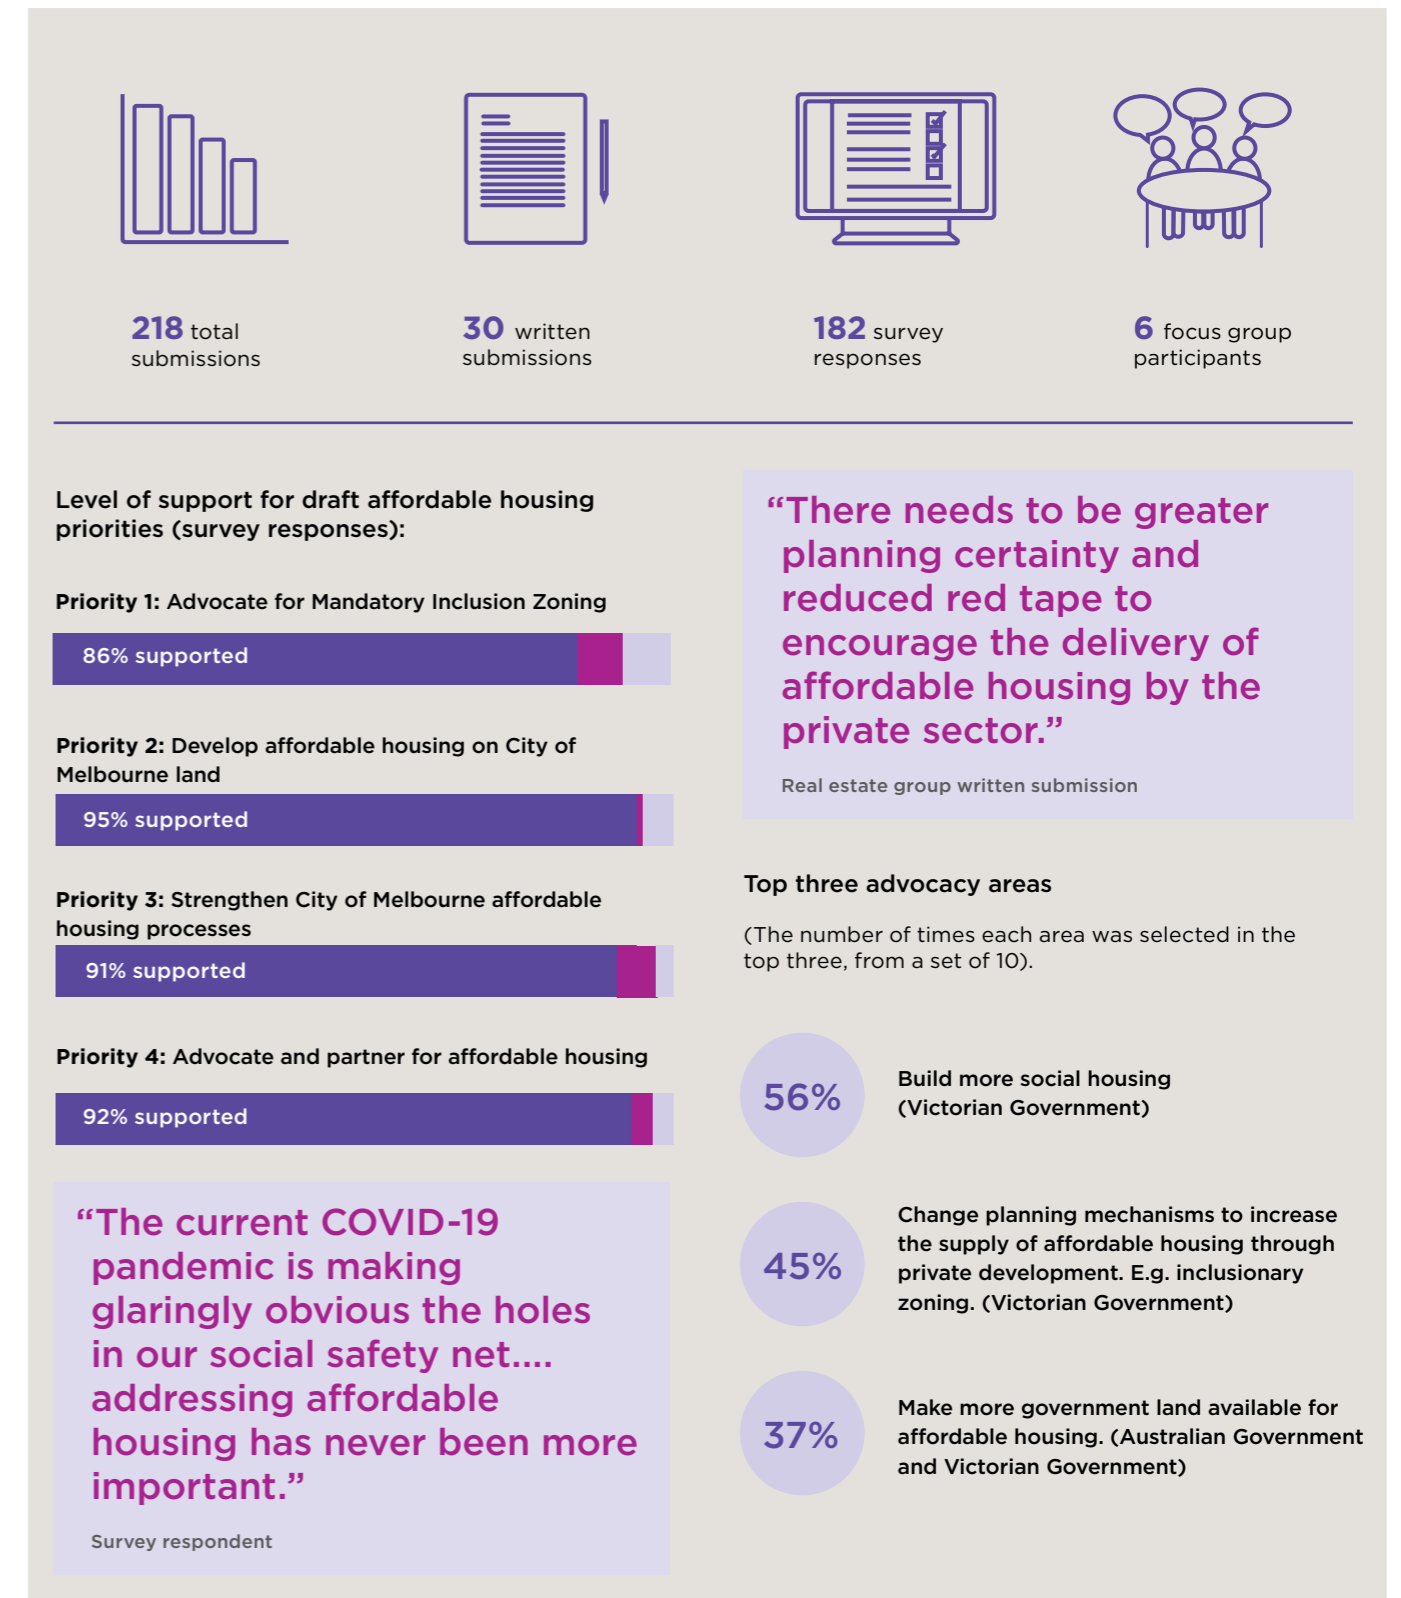 218 total
submissions
30 written
submissions
182 survey
responses
6 focus group
participants
Level of support for draft affordable housing
priorities (survey responses):
Priority 1: Advocate for Mandatory Inclusion Zoning
86% supported
Priority 2: Develop affordable housing on City of
Melbourne land
95% supported
Priority 3: Strengthen City of Melbourne affordable
housing processes
91% supported
Priority 4: Advocate and partner for affordable housing
92% supported
“The current COVID-19
pandemic is making
glaringly obvious the holes
in our social safety net....
addressing affordable
housing has never been more
important.”
Survey respondent
“There needs to be greater
planning certainty and
reduced red tape to
encourage the delivery of
affordable housing by the
private sector.”
Real estate group written submission
Top three advocacy areas
(The number of times each area was selected in the
top three, from a set of 10).
56%
Build more social housing
(Victorian Government)
45%
Change planning mechanisms to increase
the supply of affordable housing through
private development. E.g. inclusionary
zoning. (Victorian Government)
37%
Make more government land available for
affordable housing. (Australian Government
and Victorian Government)